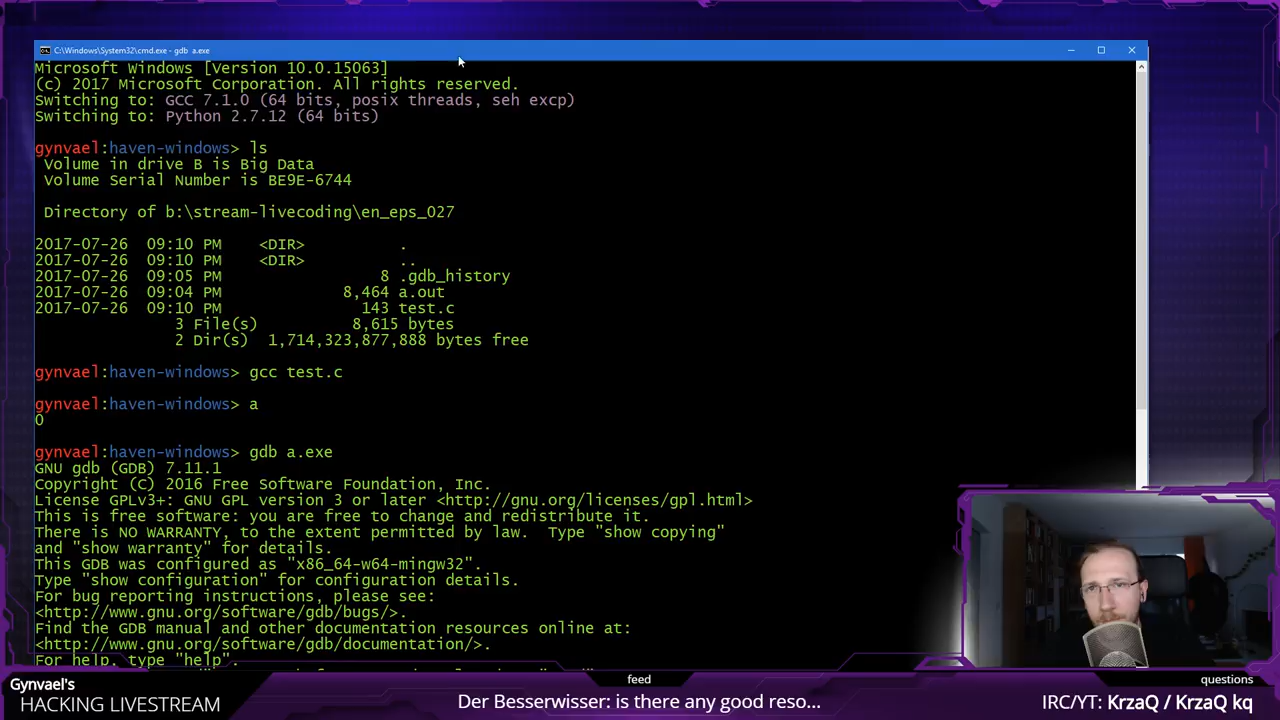 C:\Windows\System32\cmd.exe - gdb a.exe
Microsoft Windows [Version 10.0.15063]
(c) 2017 Microsoft Corporation. All rights reserved.
Switching to: GCC 7.1.0 (64 bits, posix threads, seh excp)
Switching to: Python 2.7.12 (64 bits)
gynvael:haven-windows> ls
Volume in drive B is Big Data
Volume Serial Number is BE9E-6744
Directory of b:\stream-livecoding\en_eps_027
2017-07-26 09:10 PM <DIR> .
2017-07-26 09:10 PM <DIR> ..
2017-07-26 09:05 PM 8 .gdb_history
2017-07-26 09:04 PM 8,464 a.out
2017-07-26 09:10 PM 143 test.c
3 File(s) 8,615 bytes
2 Dir(s) 1,714,323,877,888 bytes free
gynvael:haven-windows> gcc test.c
gynvael:haven-windows> a
0
gynvael:haven-windows> gdb a.exe
GNU gdb (GDB) 7.11.1
Copyright (C) 2016 Free Software Foundation, Inc.
License GPLv3+: GNU GPL version 3 or later <http://gnu.org/licenses/gpl.html>
This is free software: you are free to change and redistribute it.
There is NO WARRANTY, to the extent permitted by law. Type "show copying"
and "show warranty" for details.
This GDB was configured as "x86_64-w64-mingw32".
Type "show configuration" for configuration details.
For bug reporting instructions, please see:
<http://www.gnu.org/software/gdb/bugs/>.
Find the GDB manual and other documentation resources online at:
<http://www.gnu.org/software/gdb/documentation/>.
For help, type "help".
Gynvael's
HACKING LIVESTREAM
feed
Der Besserwisser: is there any good reso...
questions
IRC/YT: KrzaQ / KrzaQ kq